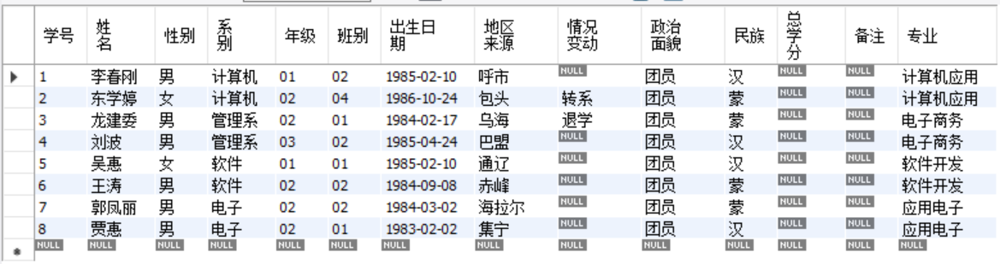 学号 姓名 性别 系别 年级 班别 出生日期 地区来源 情况变动 政治面貌 民族 总学分 备注 专业
1 李春刚 男 计算机 01 02 1985-02-10 呼市 NULL 团员 汉 NULL NULL 计算机应用
2 东学婷 女 计算机 02 04 1986-10-24 包头 转系 团员 蒙 NULL NULL 计算机应用
3 龙建委 男 管理系 02 01 1984-02-17 乌海 退学 团员 蒙 NULL NULL 电子商务
4 刘波 男 管理系 03 02 1985-04-24 巴盟 NULL 团员 汉 NULL NULL 电子商务
5 吴惠 女 软件 01 01 1985-02-10 通辽 NULL 团员 汉 NULL NULL 软件开发
6 王涛 男 软件 02 02 1984-09-08 赤峰 NULL 团员 蒙 NULL NULL 软件开发
7 郭凤丽 男 电子 02 02 1984-03-02 海拉尔 NULL 团员 蒙 NULL NULL 应用电子
8 贾惠 男 电子 02 01 1983-02-02 集宁 NULL 团员 汉 NULL NULL 应用电子
NULL NULL NULL NULL NULL NULL NULL NULL NULL NULL NULL NULL NULL NULL